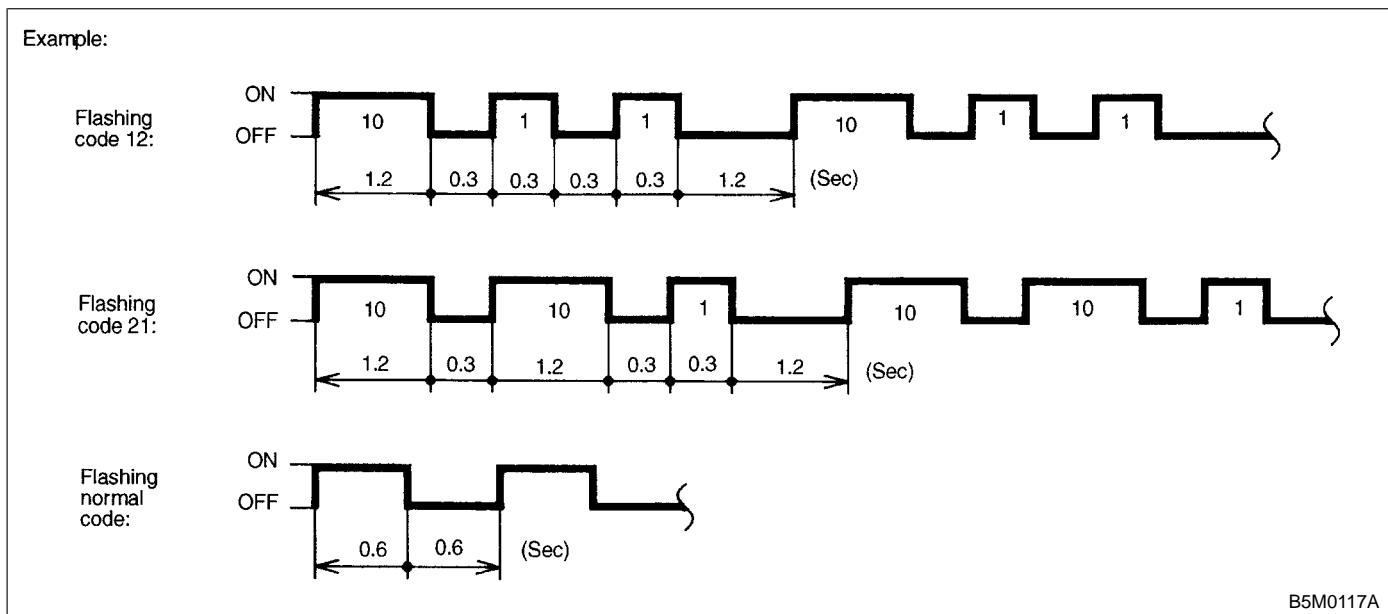 Example:
Flashing
code 12:
ON
OFF
10 1 1 10 1 1
1.2 0.3 0.3 0.3 0.3 1.2 (Sec)
Flashing
code 21:
ON
OFF
10 10 1 10 10 1
1.2 0.3 1.2 0.3 0.3 1.2 (Sec)
Flashing
normal
code:
ON
OFF
0.6 0.6 (Sec)
B5M0117A